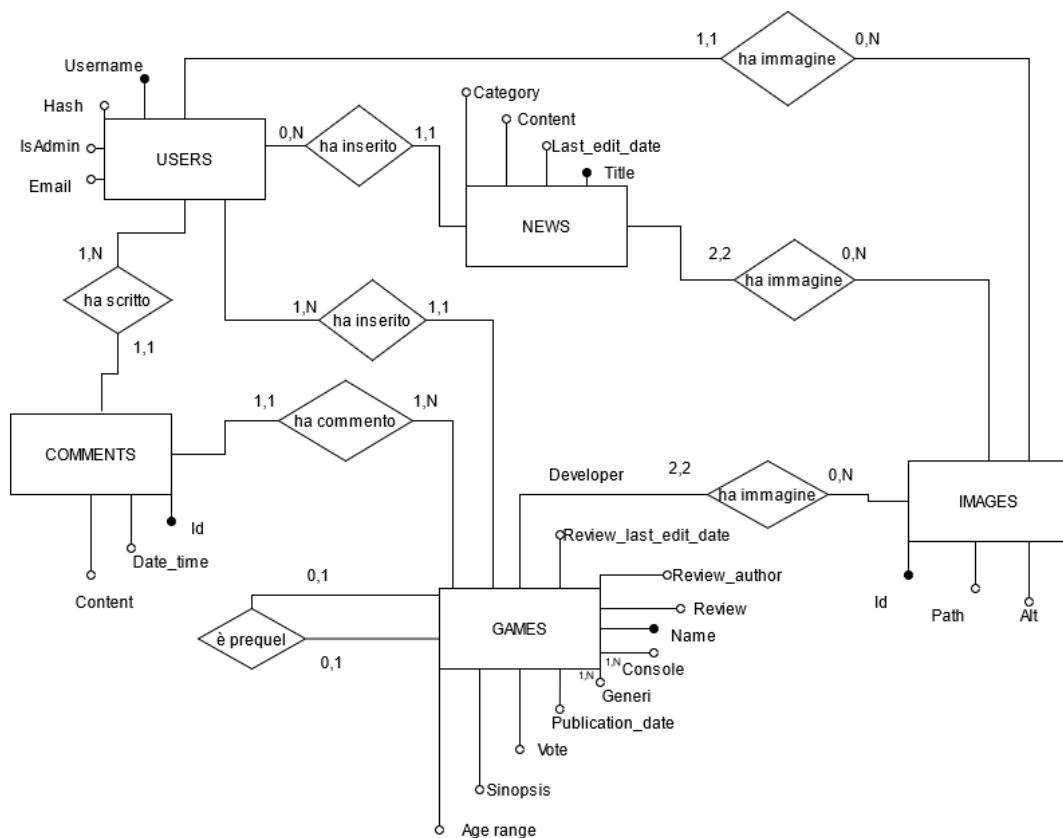 1,1
0,N
ha immagine
Username
Hash
IsAdmin
Email
USERS
0,N
ha inserito
1,1
Category
Content
Last_edit_date
Title
NEWS
2,2
ha immagine
0,N
1,N
ha scritto
1,1
1,N
ha inserito
1,1
1,1
ha commento
1,N
COMMENTS
Id
Date_time
Content
Developer
2,2
ha immagine
0,N
IMAGES
Id
Path
Alt
0,1
è prequel
0,1
GAMES
Review_last_edit_date
Review_author
Review
Name
1,N
Console
1,N
Generi
Publication_date
Vote
Sinopsis
Age range